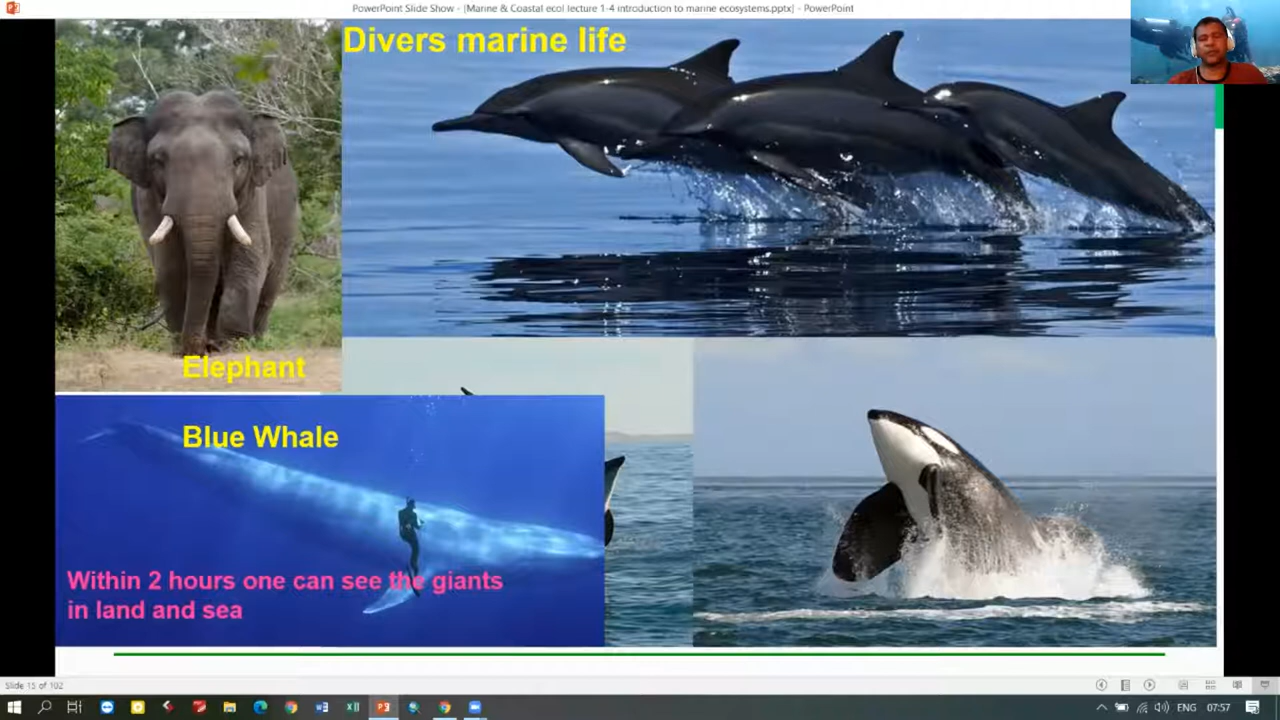 PowerPoint Slide Show - [Marine & Coastal ecol lecture 1-4 introduction to marine ecosystems.pptx] - PowerPoint
Divers marine life
Elephant
Blue Whale
Within 2 hours one can see the giants
in land and sea
Slide 15 of 102
ENG
07:57